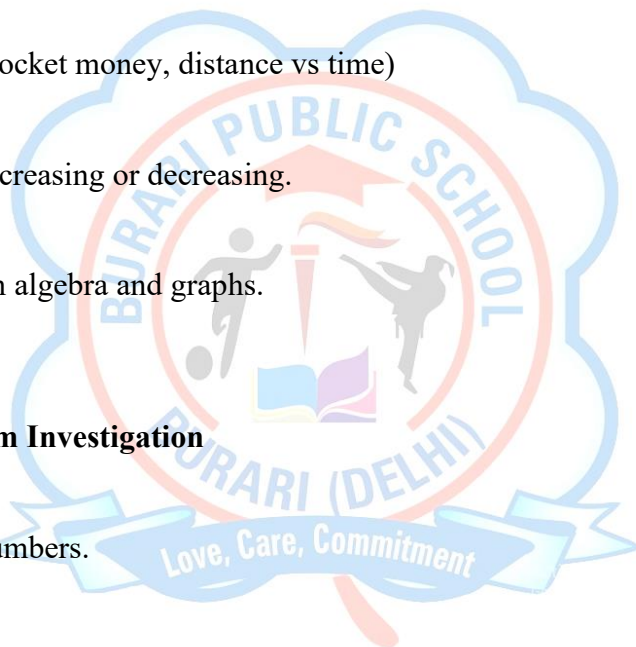 ocket money, distance vs time)
BURARI PUBLIC SCHOOL
creasing or decreasing.
n algebra and graphs.
m Investigation
BURARI (DELHI)
umbers.
Love, Care, Commitment